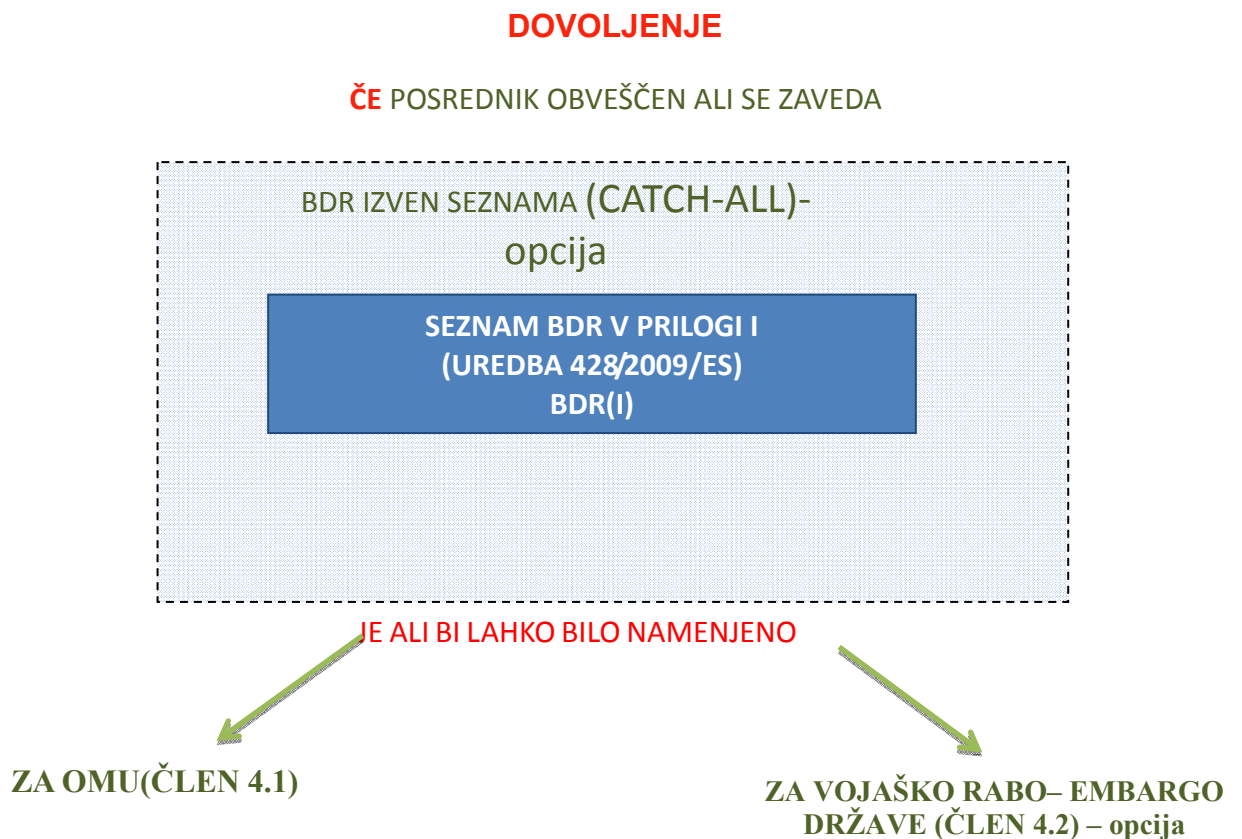 DOVOLJENJE
ČE POSREDNIK OBVEŠČEN ALI SE ZAVEDA
BDR IZVEN SEZNAMA (CATCH-ALL)-
opcija
SEZNAM BDR V PRILOGI I
(UREDBA 428/2009/ES)
BDR(I)
JE ALI BI LAHKO BILO NAMENJENO
ZA OMU(ČLEN 4.1)
ZA VOJAŠKO RABO– EMBARGO
DRŽAVE (ČLEN 4.2) – opcija